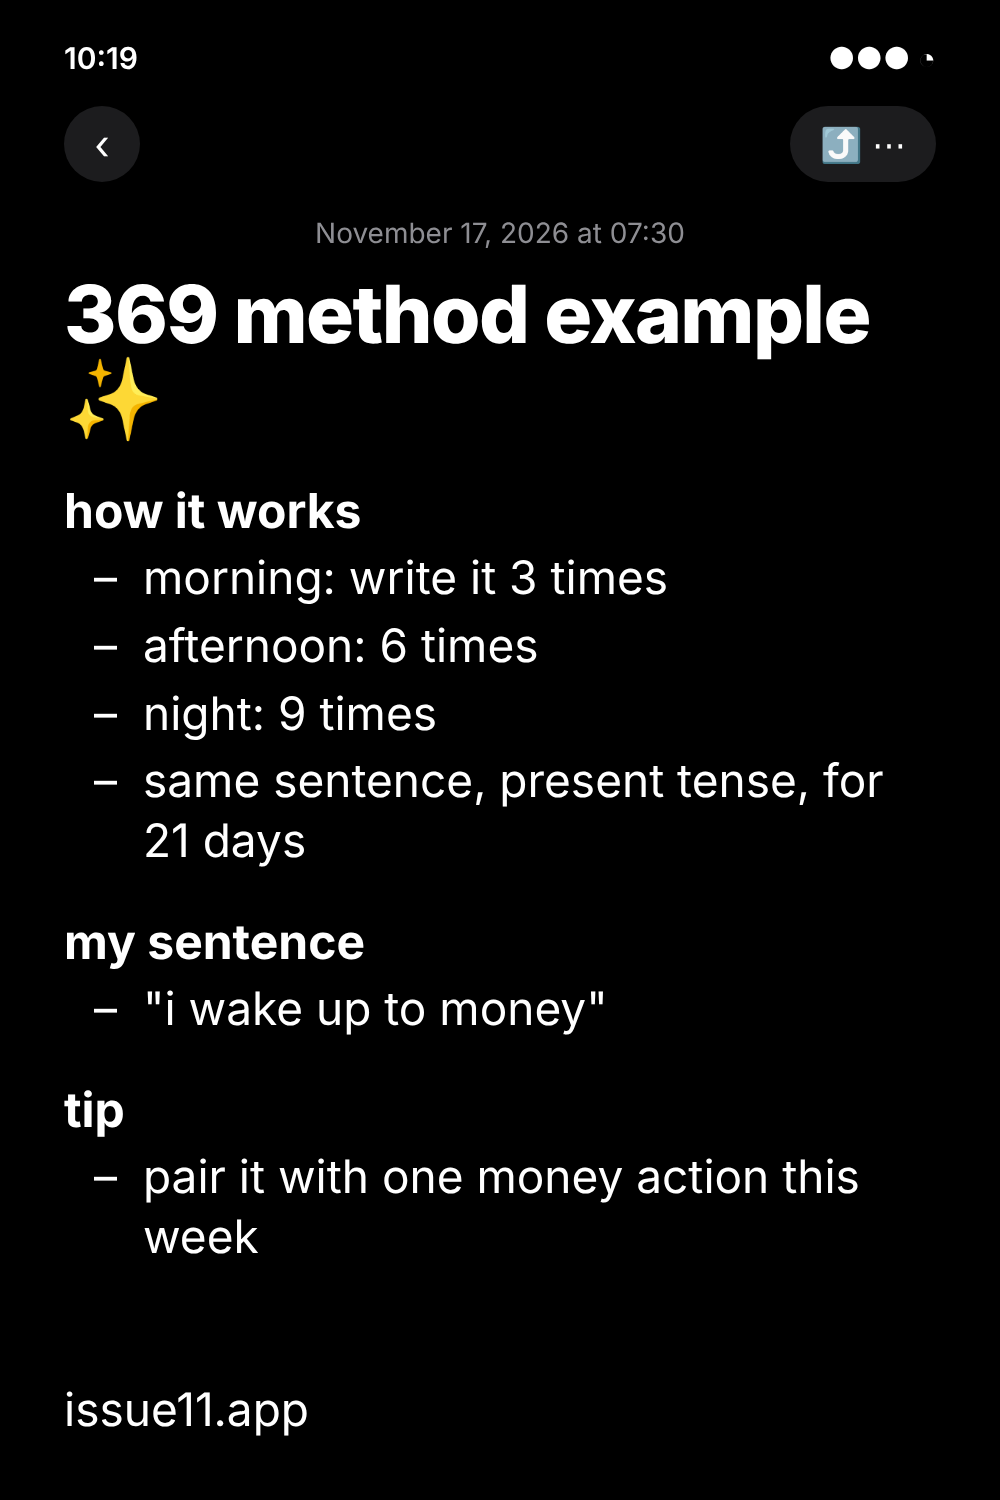 10:19
‹ ⤴️ ···
November 17, 2026 at 07:30
369 method example
✨
how it works
– morning: write it 3 times
– afternoon: 6 times
– night: 9 times
– same sentence, present tense, for
21 days
my sentence
– "i wake up to money"
tip
– pair it with one money action this
week
issue11.app